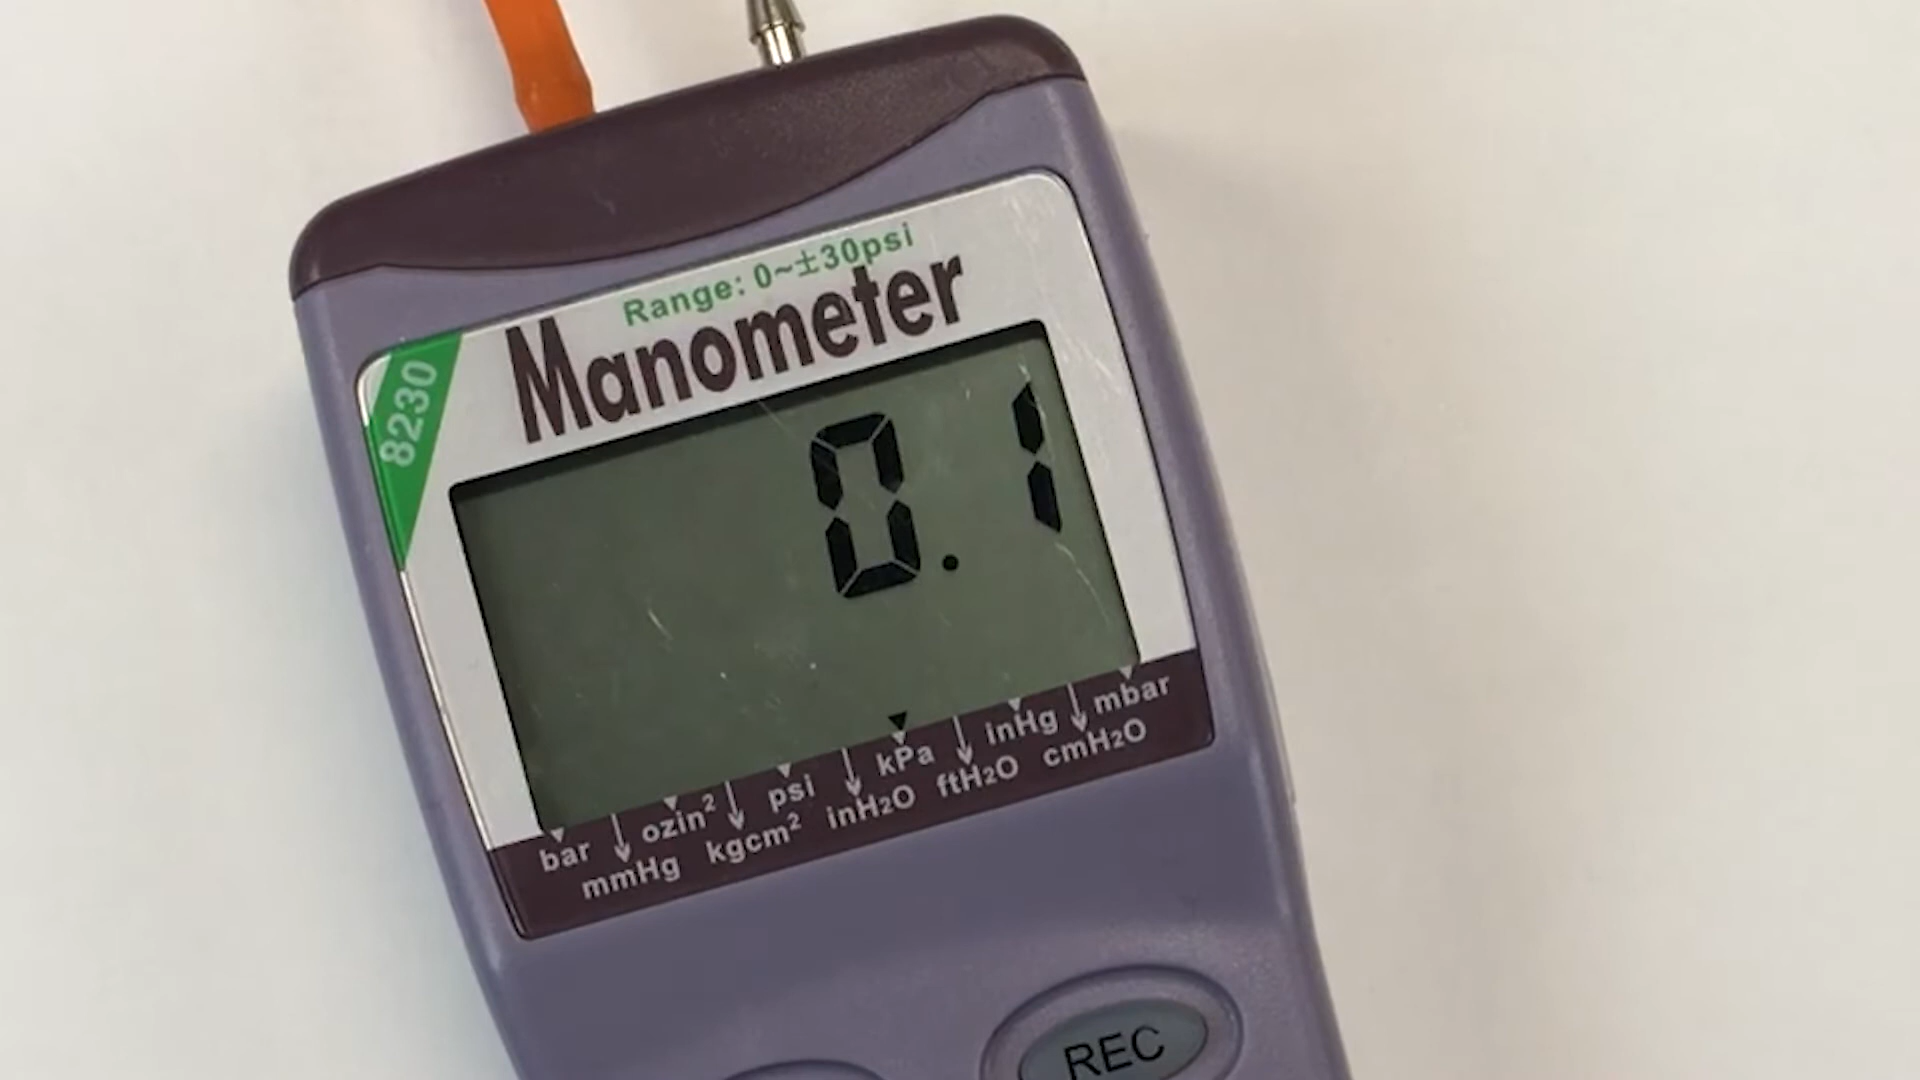 Range: 0~±30psi
Manometer
8230
0.1
bar ozin² psi kPa inHg mbar
mmHg kgcm² inH2O ftH2O cmH2O
REC